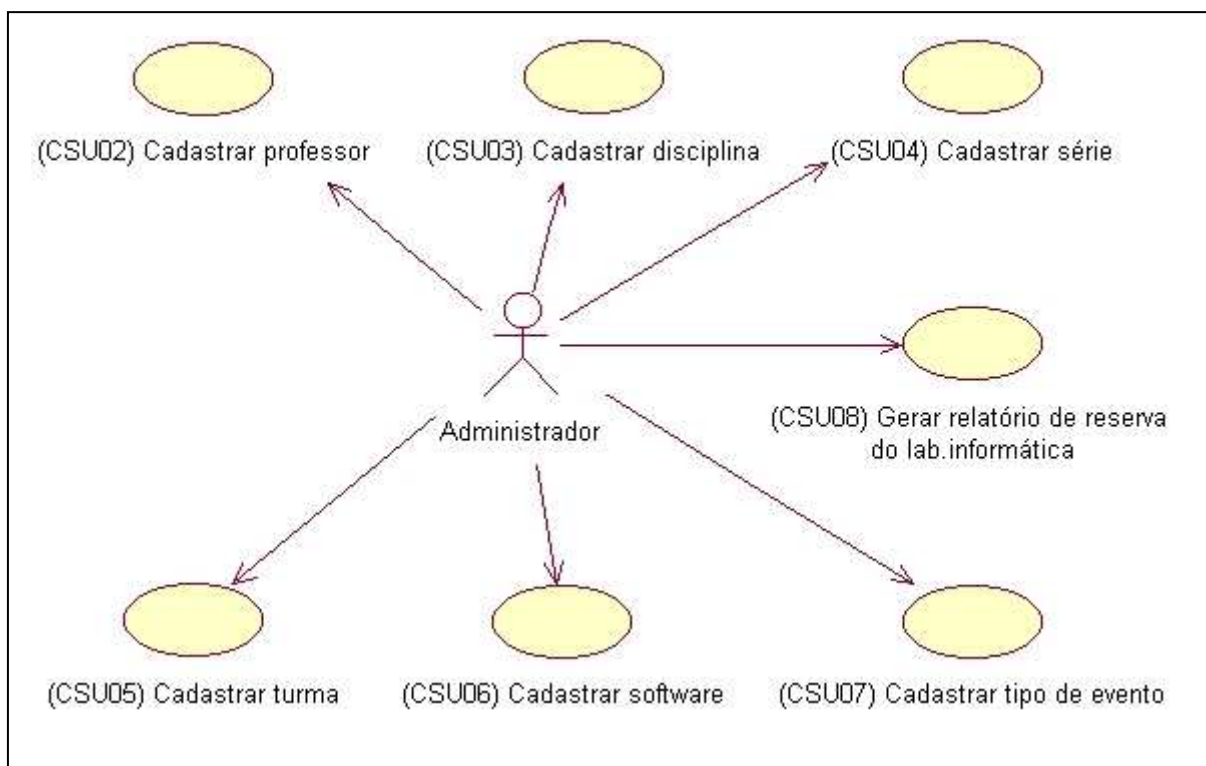 (CSU02) Cadastrar professor
(CSU03) Cadastrar disciplina
(CSU04) Cadastrar série
(CSU08) Gerar relatório de reserva
do lab.informática
Administrador
(CSU05) Cadastrar turma
(CSU06) Cadastrar software
(CSU07) Cadastrar tipo de evento